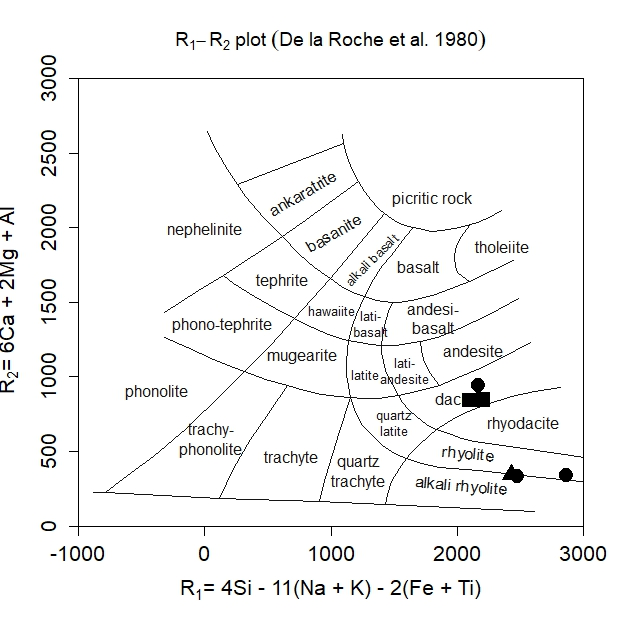 R₁− R₂ plot (De la Roche et al. 1980)
3000
2500
2000
1500
1000
500
0
R₂= 6Ca + 2Mg + Al
ankaratrite
picritic rock
nephelinite
basanite
alkali basalt
tholeiite
basalt
tephrite
hawaiite
lati-
basalt
andesi-
basalt
phono-tephrite
mugearite
andesite
latite
lati-
andesite
phonolite
dac
quartz
latite
rhyodacite
trachy-
phonolite
trachyte
quartz
trachyte
rhyolite
alkali rhyolite
-1000
0
1000
2000
3000
R₁= 4Si - 11(Na + K) - 2(Fe + Ti)